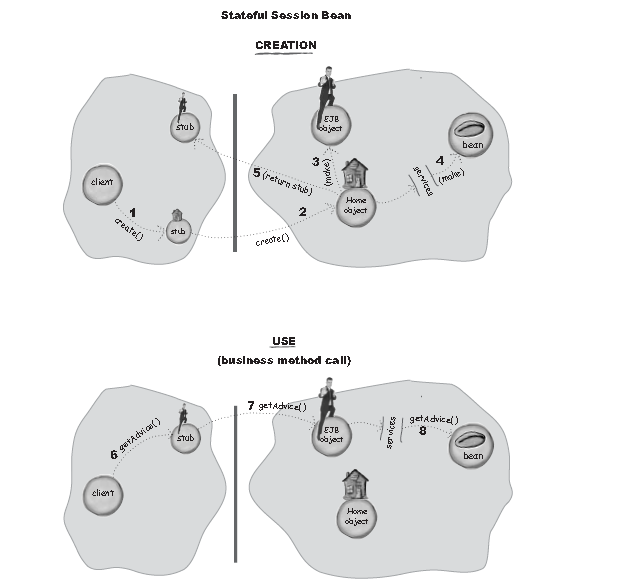 Stateful Session Bean
CREATION
stub
EJB
object
bean
client
3
(make)
4
(make)
services
5 (return stub)
Home
object
1
create()
stub
2
create()
USE
(business method call)
7 getAdvice()
6 getAdvice()
stub
EJB
object
services
getAdvice()
8
bean
client
Home
object